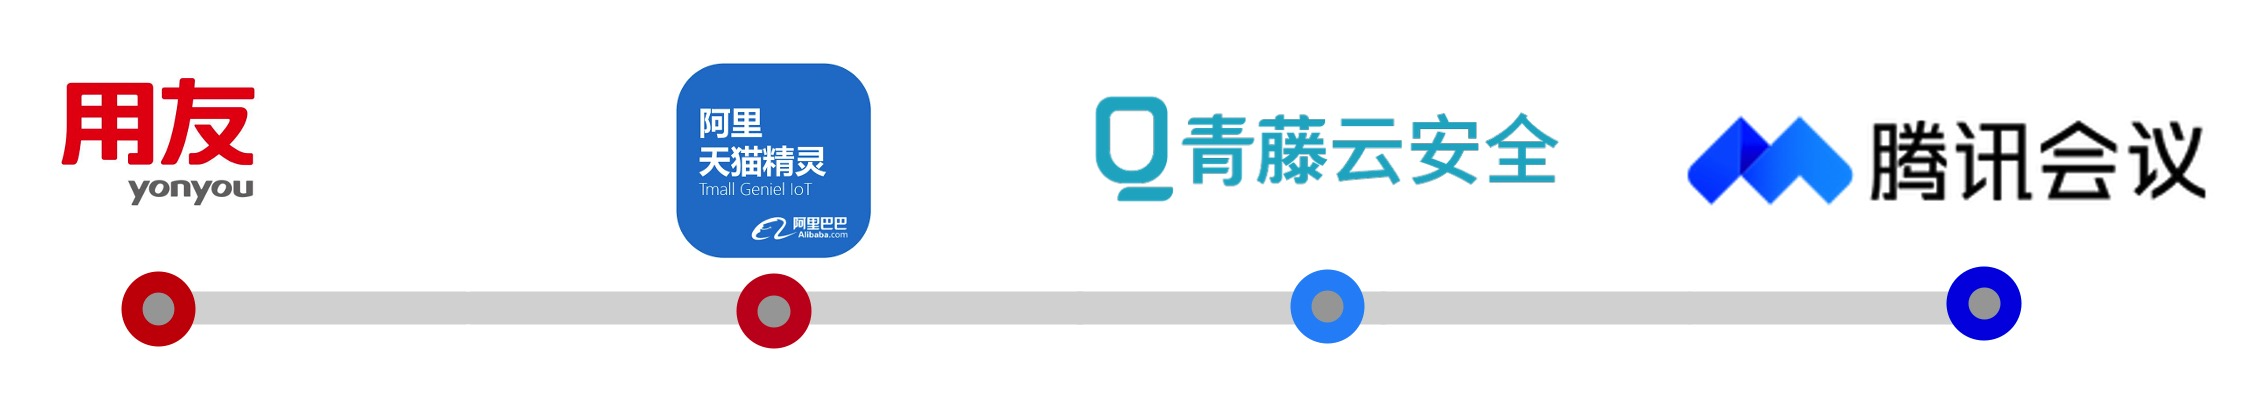 用友
yonyou
阿里
天猫精灵
Tmall Geniel IoT
阿里巴巴
Alibaba.com
青藤云安全
腾讯会议